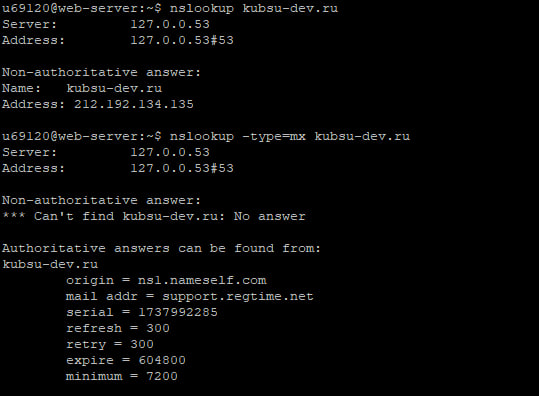 u69120@web-server:~$ nslookup kubsu-dev.ru
Server:         127.0.0.53
Address:        127.0.0.53#53

Non-authoritative answer:
Name:   kubsu-dev.ru
Address: 212.192.134.135

u69120@web-server:~$ nslookup -type=mx kubsu-dev.ru
Server:         127.0.0.53
Address:        127.0.0.53#53

Non-authoritative answer:
*** Can't find kubsu-dev.ru: No answer

Authoritative answers can be found from:
kubsu-dev.ru
        origin = ns1.nameself.com
        mail addr = support.regtime.net
        serial = 1737992285
        refresh = 300
        retry = 300
        expire = 604800
        minimum = 7200